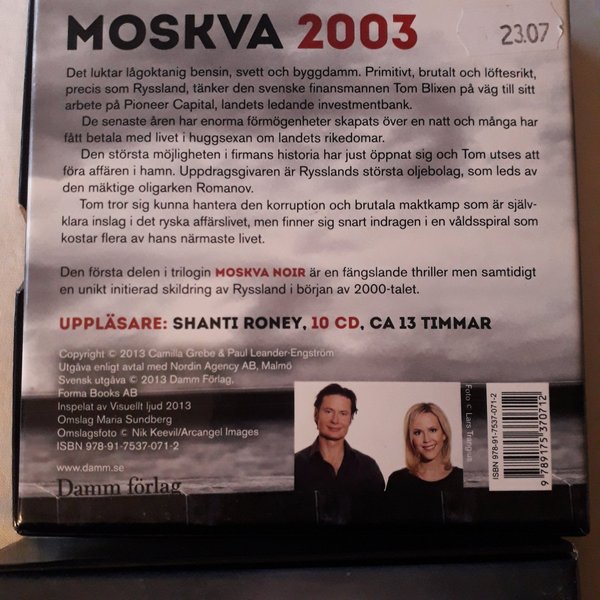 MOSKVA 2003
23.07
Det luktar lågoktanig bensin, svett och byggdamm. Primitivt, brutalt och löftesrikt,
precis som Ryssland, tänker den svenske finansmannen Tom Blixen på väg till sitt
arbete på Pioneer Capital, landets ledande investmentbank.
De senaste åren har enorma förmögenheter skapats över en natt och många har
fått betala med livet i huggsexan om landets rikedomar.
Den största möjligheten i firmans historia har just öppnat sig och Tom utses att
föra affären i hamn. Uppdragsgivaren är Rysslands största oljebolag, som leds av
den mäktige oligarken Romanov.
Tom tror sig kunna hantera den korruption och brutala maktkamp som är själv-
klara inslag i det ryska affärslivet, men finner sig snart indragen i en våldsspiral som
kostar flera av hans närmaste livet.
Den första delen i trilogin MOSKVA NOIR är en fängslande thriller men samtidigt
en unikt initierad skildring av Ryssland i början av 2000-talet.
UPPLÄSARE: SHANTI RONEY, 10 CD, CA 13 TIMMAR
Copyright © 2013 Camilla Grebe & Paul Leander-Engström
Utgåva enligt avtal med Nordin Agency AB, Malmö
Svensk utgåva © 2013 Damm Förlag,
Forma Books AB
Inspelat av Visuellt ljud 2013
Omslag Maria Sundberg
Omslagsfoto © Nik Keevil/Arcangel Images
ISBN 978-91-7537-071-2
www.damm.se
Damm förlag
Foto © Lars Trangius
ISBN 978-91-7537-071-2
9 789175 370712